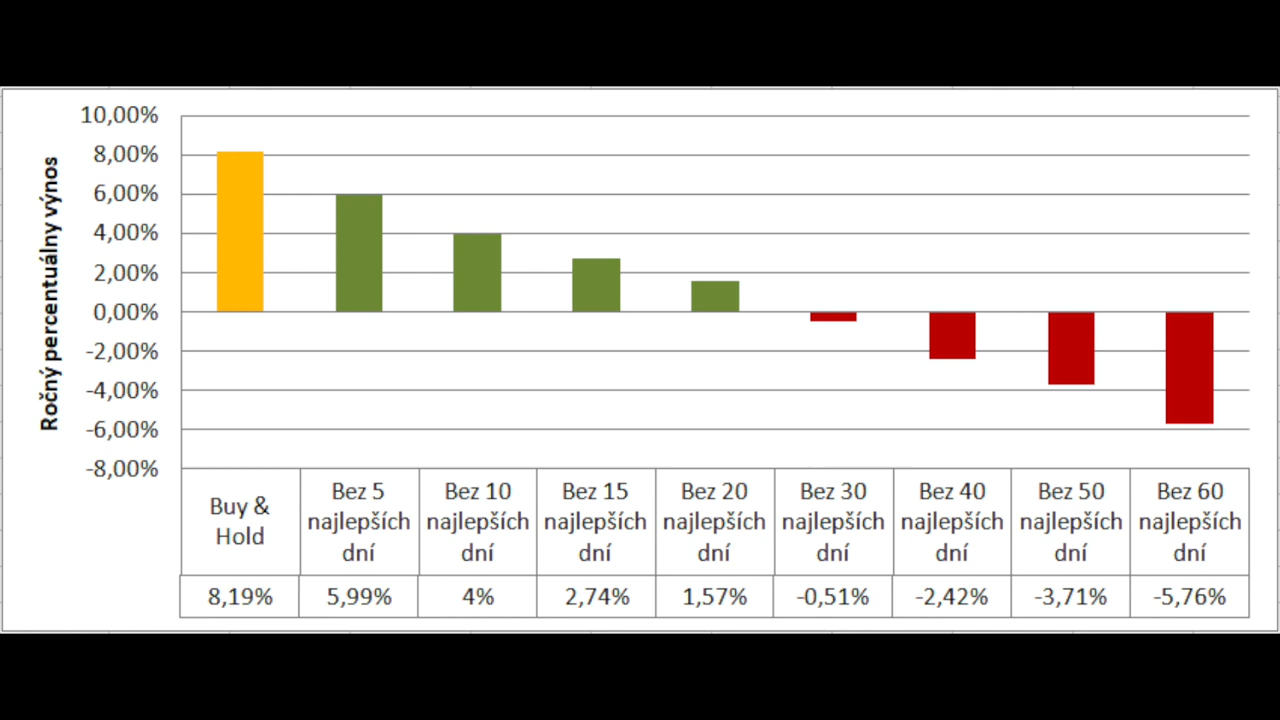 Ročný percentuálny výnos
10,00%
8,00%
6,00%
4,00%
2,00%
0,00%
-2,00%
-4,00%
-6,00%
-8,00%
Buy &
Hold
Bez 5
najlepších
dní
Bez 10
najlepších
dní
Bez 15
najlepších
dní
Bez 20
najlepších
dní
Bez 30
najlepších
dní
Bez 40
najlepších
dní
Bez 50
najlepších
dní
Bez 60
najlepších
dní
8,19%
5,99%
4%
2,74%
1,57%
-0,51%
-2,42%
-3,71%
-5,76%